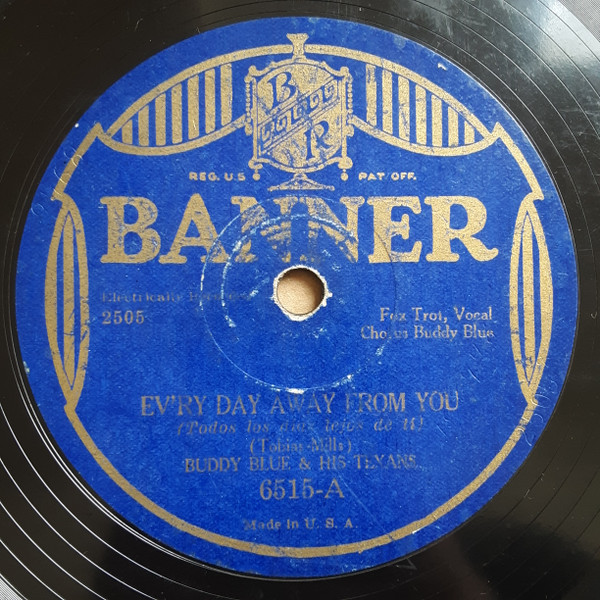 B
R
REG. U.S. PAT. OFF.
BANNER
Electrically
2505
Fox Trot, Vocal
Chorus Buddy Blue
EV'RY DAY AWAY FROM YOU
(Todos los dias lejos de ti)
(Tobias-Mills)
BUDDY BLUE & HIS TEXANS
6515-A
Made in U. S. A.